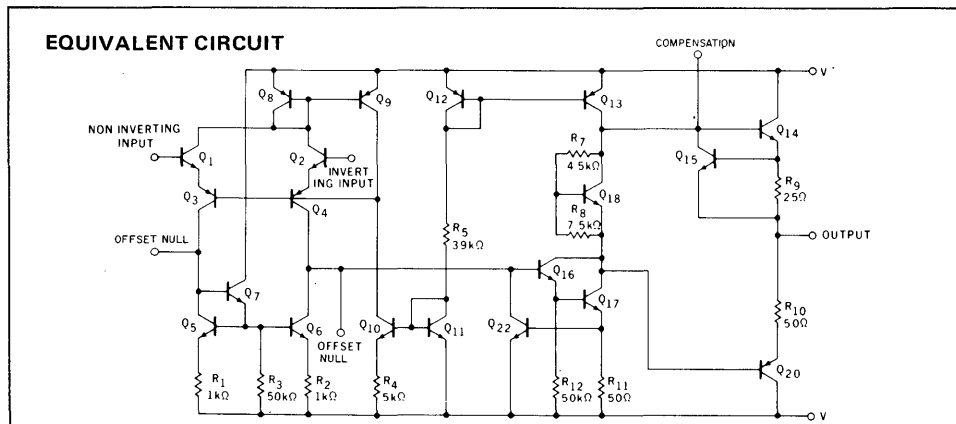 EQUIVALENT CIRCUIT
COMPENSATION
V
Q8
Q9
Q12
Q13
Q14
NON INVERTING
INPUT
Q1
Q2
INVERT
ING INPUT
R7
4.5kΩ
Q15
Q3
Q4
Q18
R9
25Ω
R8
7.5kΩ
OFFSET NULL
R5
39kΩ
OUTPUT
Q7
Q16
Q5
Q6
Q10
Q11
Q22
Q17
R10
50Ω
OFFSET
NULL
Q20
R1
1kΩ
R3
50kΩ
R2
1kΩ
R4
5kΩ
R12
50kΩ
R11
50Ω
V